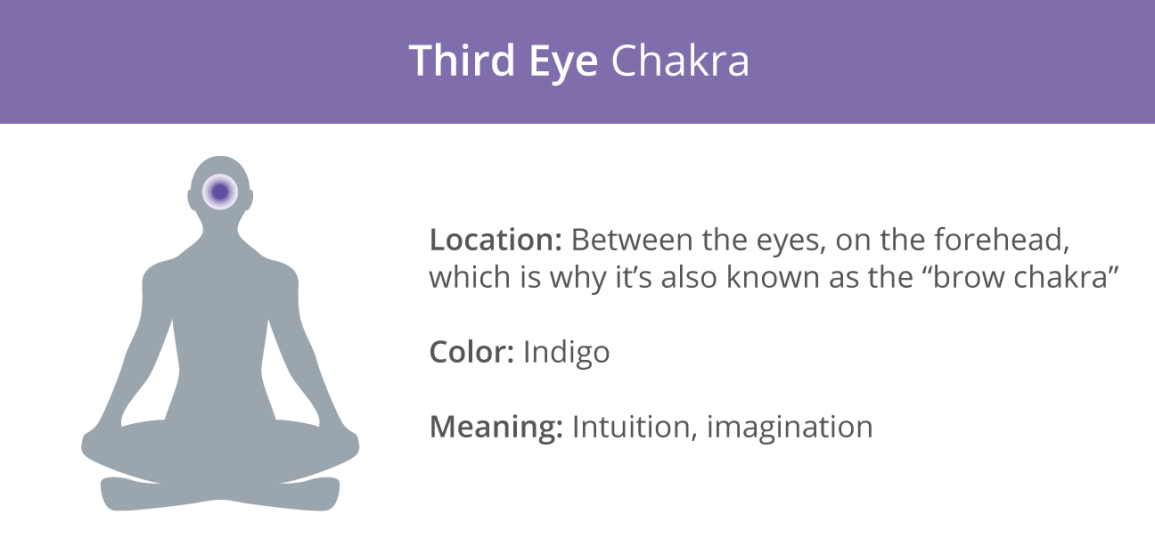 Third Eye Chakra
Location: Between the eyes, on the forehead,
which is why it’s also known as the “brow chakra”
Color: Indigo
Meaning: Intuition, imagination